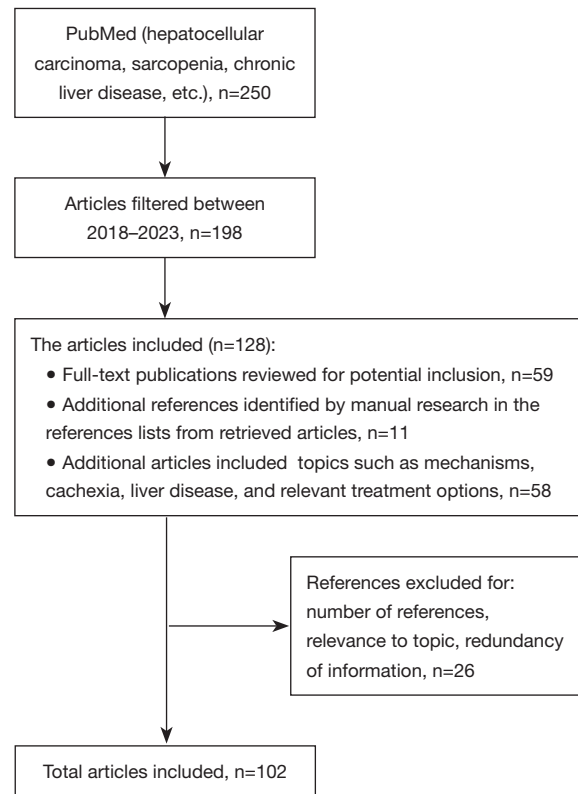 PubMed (hepatocellular
carcinoma, sarcopenia, chronic
liver disease, etc.), n=250
Articles filtered between
2018–2023, n=198
The articles included (n=128):
• Full-text publications reviewed for potential inclusion, n=59
• Additional references identified by manual research in the
references lists from retrieved articles, n=11
• Additional articles included topics such as mechanisms,
cachexia, liver disease, and relevant treatment options, n=58
References excluded for:
number of references,
relevance to topic, redundancy
of information, n=26
Total articles included, n=102